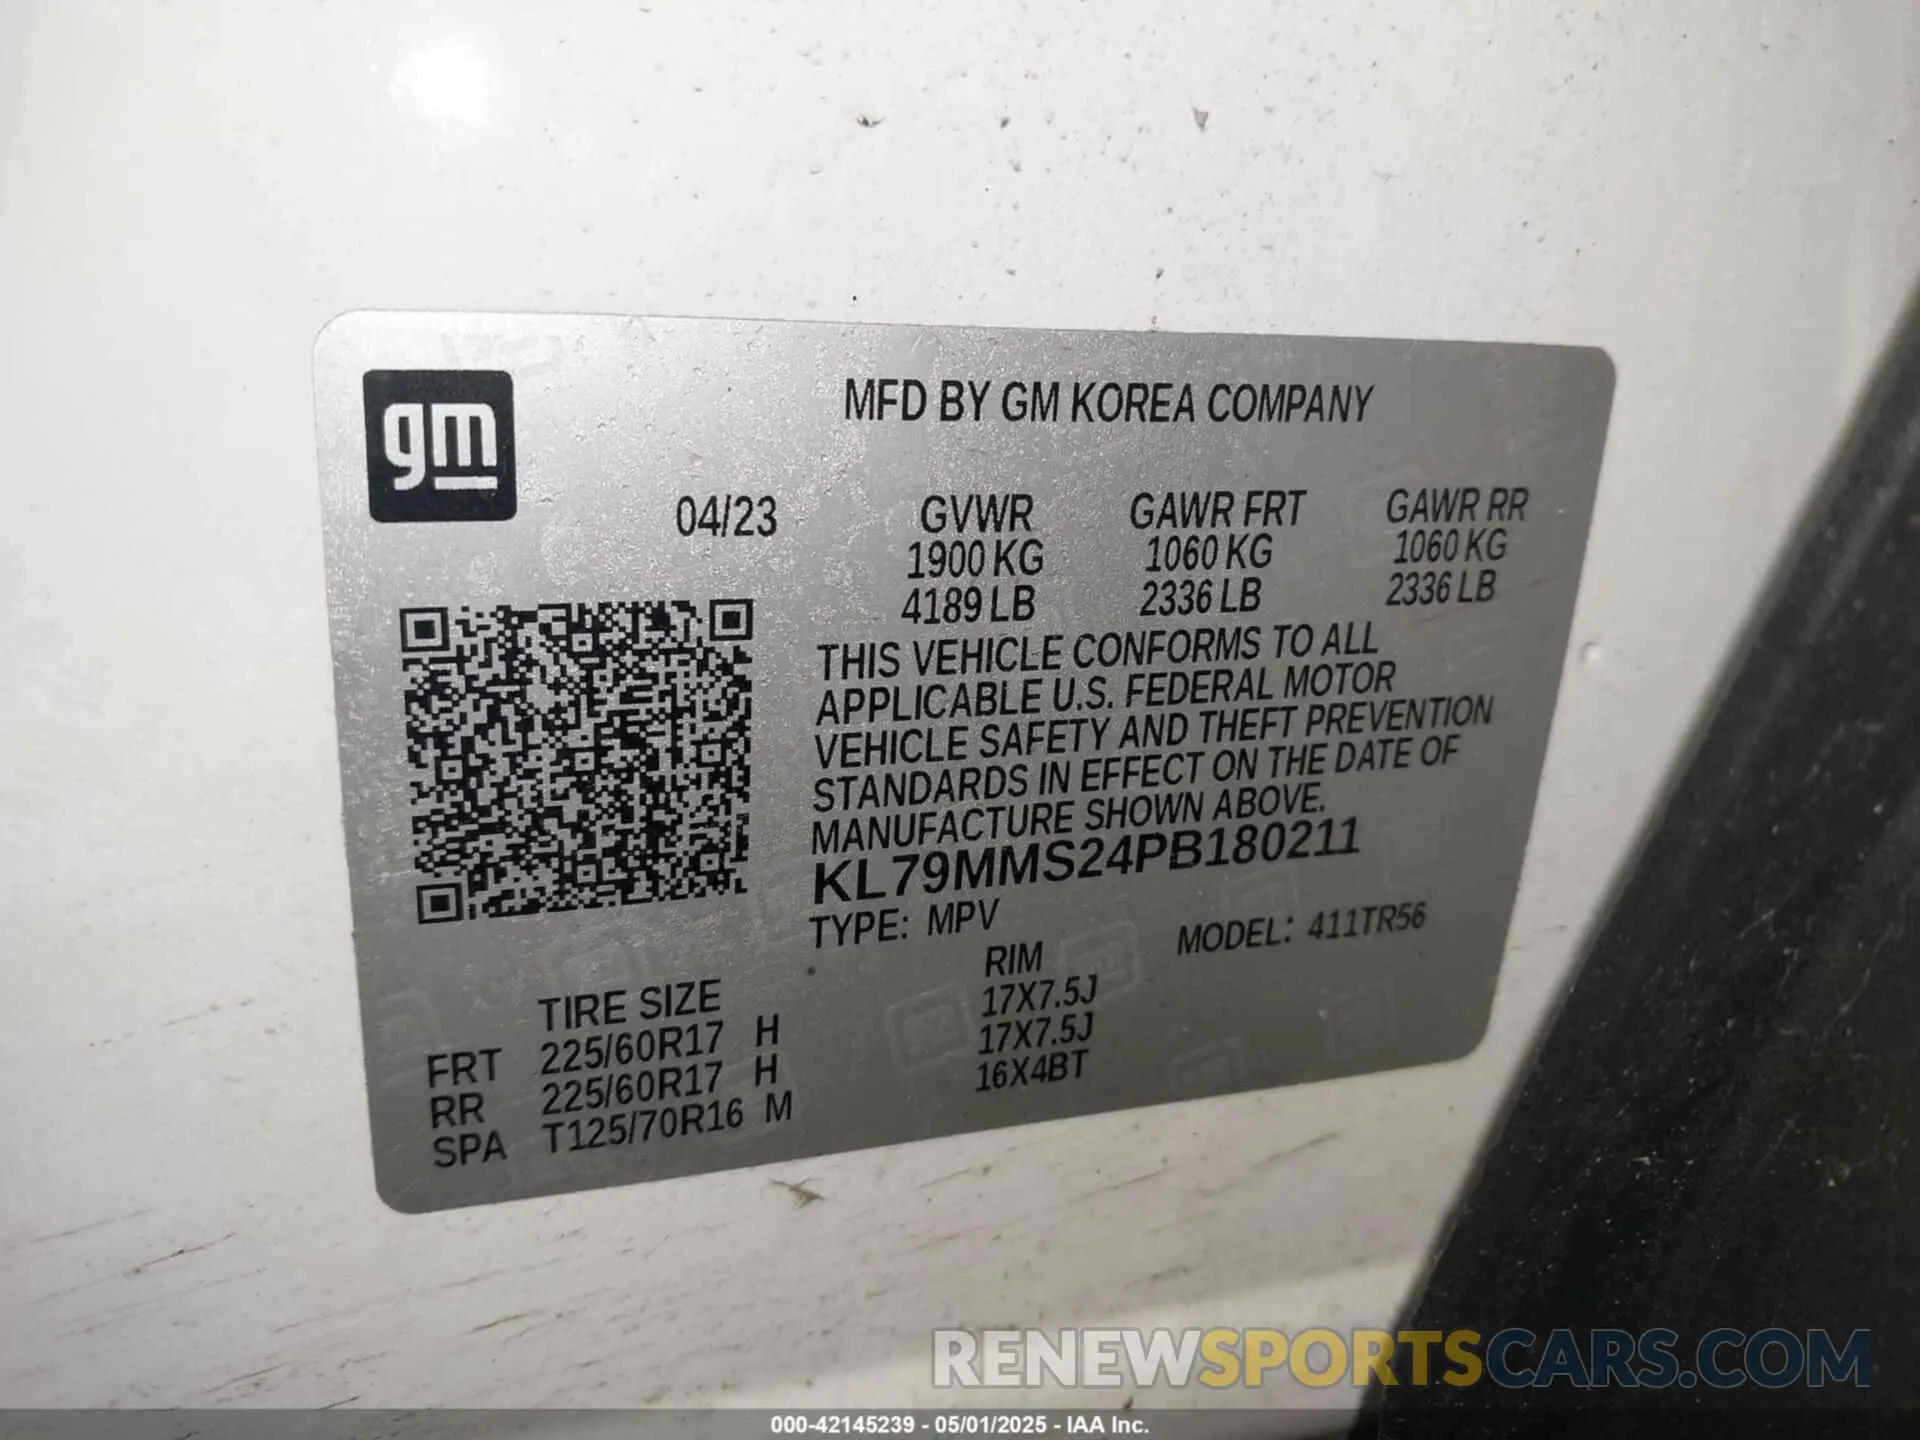 gm
MFD BY GM KOREA COMPANY
04/23 GVWR GAWR FRT GAWR RR
1900 KG 1060 KG 1060 KG
4189 LB 2336 LB 2336 LB
THIS VEHICLE CONFORMS TO ALL
APPLICABLE U.S. FEDERAL MOTOR
VEHICLE SAFETY AND THEFT PREVENTION
STANDARDS IN EFFECT ON THE DATE OF
MANUFACTURE SHOWN ABOVE.
KL79MMS24PB180211
TYPE: MPV MODEL: 411TR56
TIRE SIZE RIM
FRT 225/60R17 H 17X7.5J
RR 225/60R17 H 17X7.5J
SPA T125/70R16 M 16X4BT
RENEWSPORTSCARS.COM
000-42145239 - 05/01/2025 - IAA Inc.